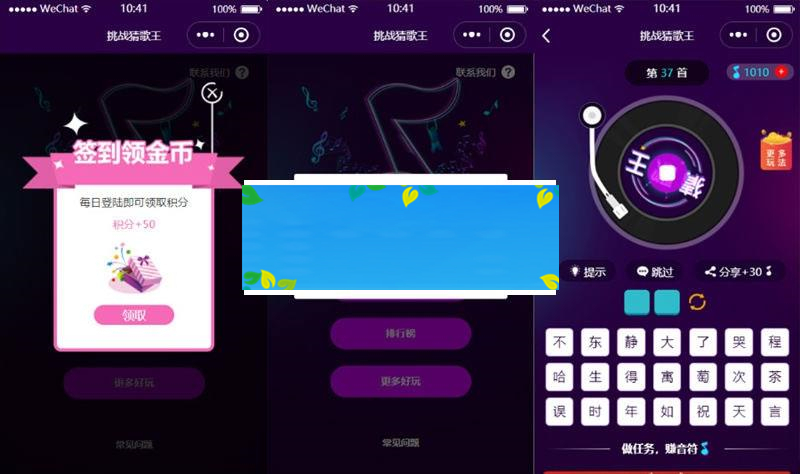 WeChat 10:41 100%
挑战猜歌王
联系我们 ?
签到领金币
每日登陆即可领取积分
积分+50
领取
更多好玩
常见问题
WeChat 10:41 100%
挑战猜歌王
联系我们 ?
排行榜
更多好玩
常见问题
WeChat 10:41 100%
挑战猜歌王
第 37 首
1010
更多
玩法
猜
王
提示
跳过
分享+30
不 东 静 大 了 哭 程
哈 生 得 寓 萄 次 茶
误 时 年 如 祝 天 言
做任务，赚音符